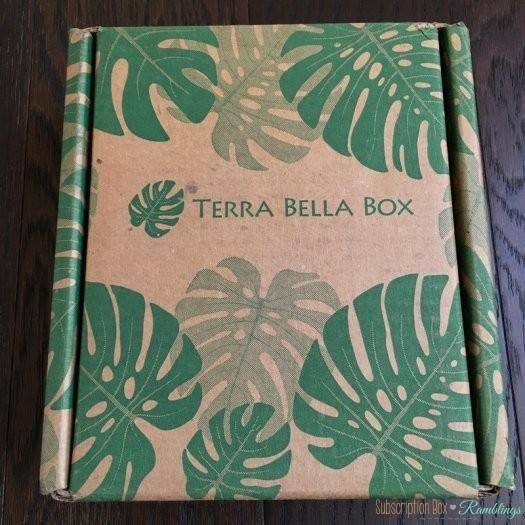 TERRA BELLA BOX
Subscription Box ♥ Ramblings